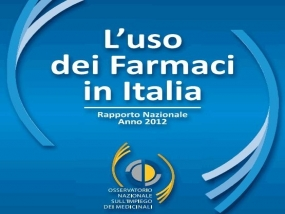 L'uso
dei Farmaci
in Italia
Rapporto Nazionale
Anno 2012
OSSERVATORIO
NAZIONALE
SULL'IMPIEGO
DEI MEDICINALI